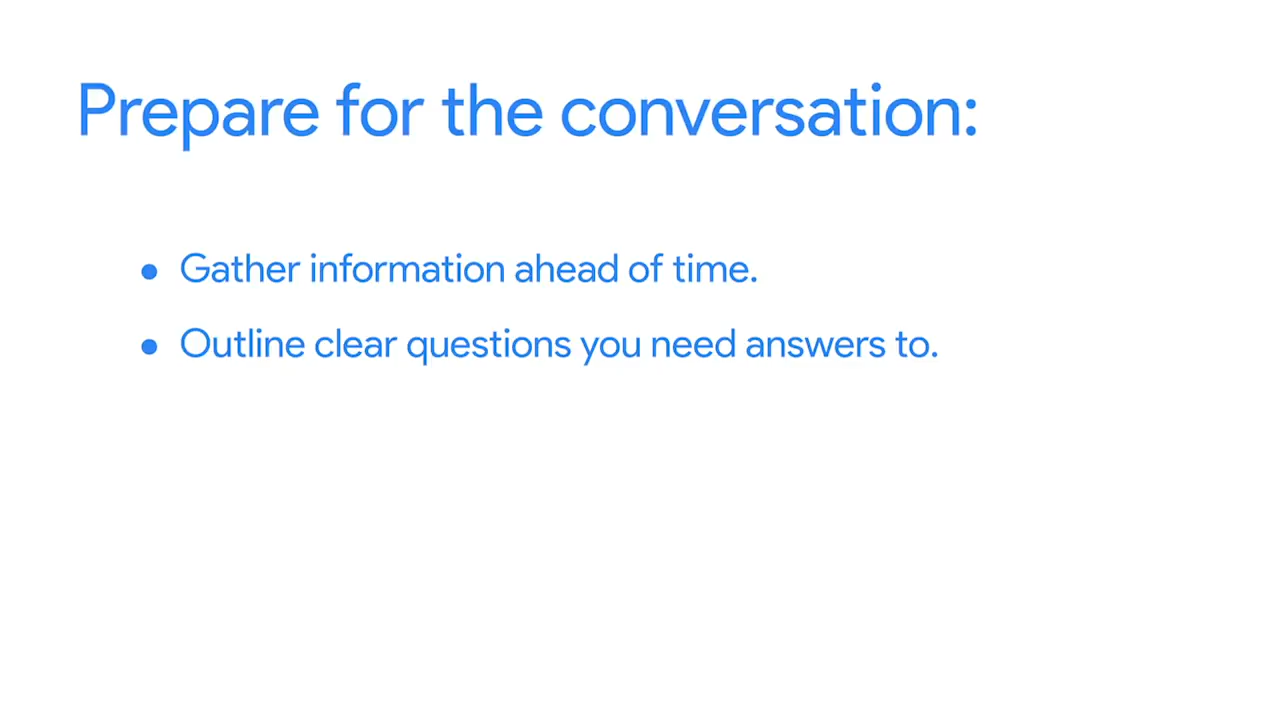 Prepare for the conversation:
● Gather information ahead of time.
● Outline clear questions you need answers to.